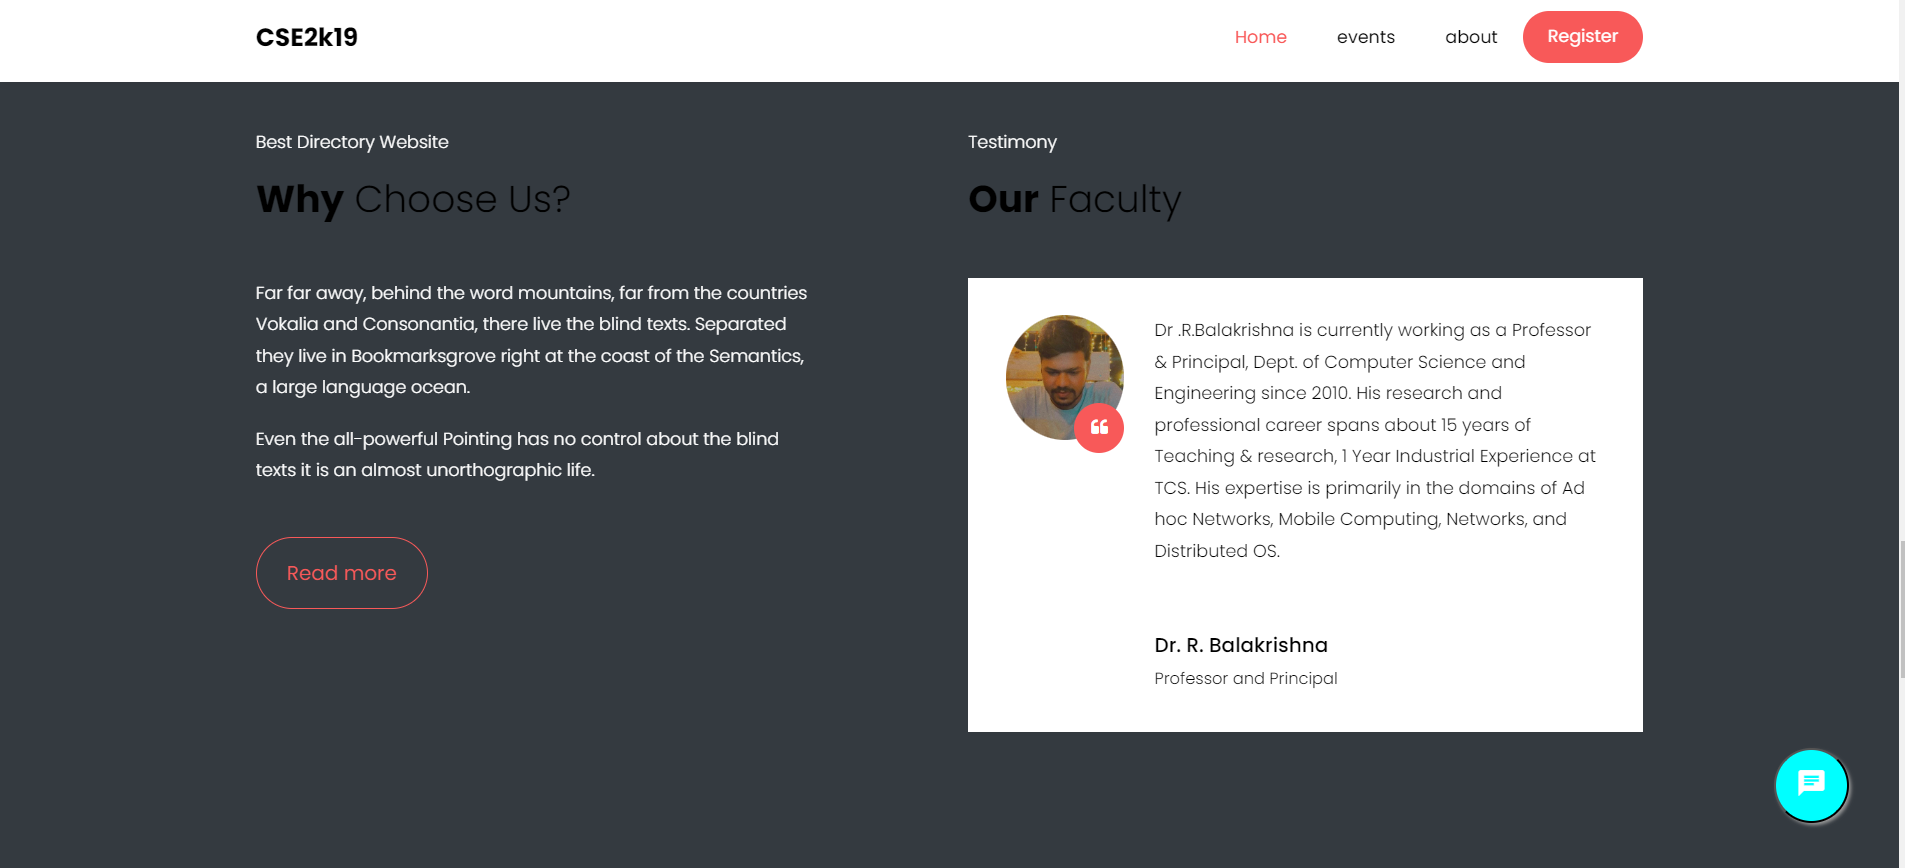 CSE2k19
Home
events
about
Register
Best Directory Website
Why Choose Us?
Far far away, behind the word mountains, far from the countries
Vokalia and Consonantia, there live the blind texts. Separated
they live in Bookmarksgrove right at the coast of the Semantics,
a large language ocean.
Even the all-powerful Pointing has no control about the blind
texts it is an almost unorthographic life.
Read more
Testimony
Our Faculty
Dr .R.Balakrishna is currently working as a Professor
& Principal, Dept. of Computer Science and
Engineering since 2010. His research and
professional career spans about 15 years of
Teaching & research, 1 Year Industrial Experience at
TCS. His expertise is primarily in the domains of Ad
hoc Networks, Mobile Computing, Networks, and
Distributed OS.
Dr. R. Balakrishna
Professor and Principal